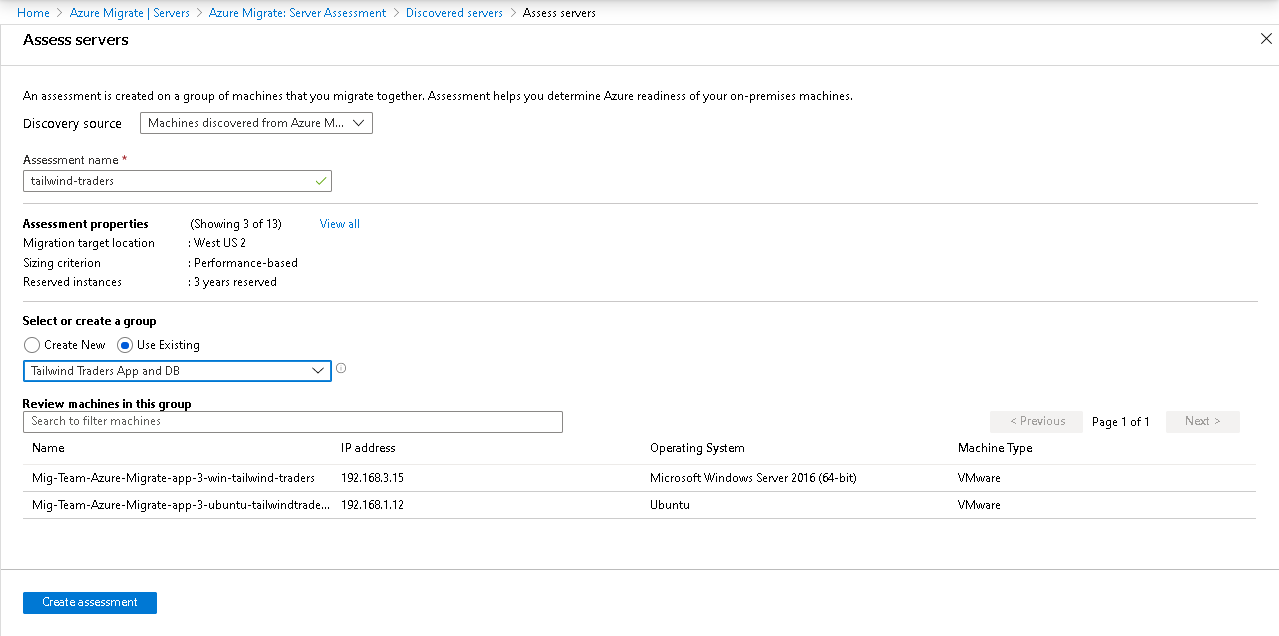 Home > Azure Migrate | Servers > Azure Migrate: Server Assessment > Discovered servers > Assess servers
Assess servers
An assessment is created on a group of machines that you migrate together. Assessment helps you determine Azure readiness of your on-premises machines.
Discovery source Machines discovered from Azure M...
Assessment name *
tailwind-traders
Assessment properties (Showing 3 of 13) View all
Migration target location : West US 2
Sizing criterion : Performance-based
Reserved instances : 3 years reserved
Select or create a group
Create New Use Existing
Tailwind Traders App and DB
Review machines in this group
Search to filter machines
< Previous Page 1 of 1 Next >
Name IP address Operating System Machine Type
Mig-Team-Azure-Migrate-app-3-win-tailwind-traders 192.168.3.15 Microsoft Windows Server 2016 (64-bit) VMware
Mig-Team-Azure-Migrate-app-3-ubuntu-tailwindtrade... 192.168.1.12 Ubuntu VMware
Create assessment